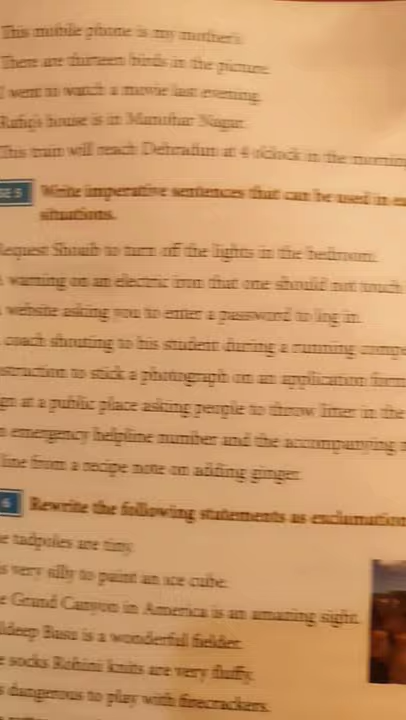 This mobile phone is my mother's.
There are thirteen birds in the picture.
I went to watch a movie last evening.
Rafiq's house is in Manohar Nagar.
This train will reach Dehradun at 4 o'clock in the morning
SE 5 Write imperative sentences that can be used in
situations.
Request Shoaib to turn off the lights in the bedroom.
warning on an electric iron that one should not touch
website asking you to enter a password to log in.
coach shouting to his student during a running compe
struction to stick a photograph on an application form
gn at a public place asking people to throw litter in the
emergency helpline number and the accompanying
line from a recipe note on adding ginger.
6 Rewrite the following statements as exclamation
e tadpoles are tiny.
s very silly to paint an ice cube.
e Grand Canyon in America is an amazing sight.
ldeep Basu is a wonderful fielder.
e socks Rohini knits are very fluffy.
s dangerous to play with firecrackers.